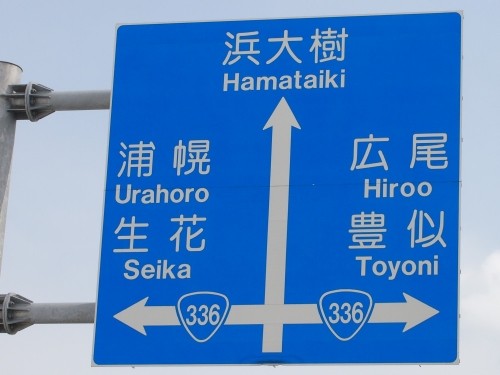 浜大樹
Hamataiki
浦幌
Urahoro
生花
Seika
広尾
Hiroo
豊似
Toyoni
336
336